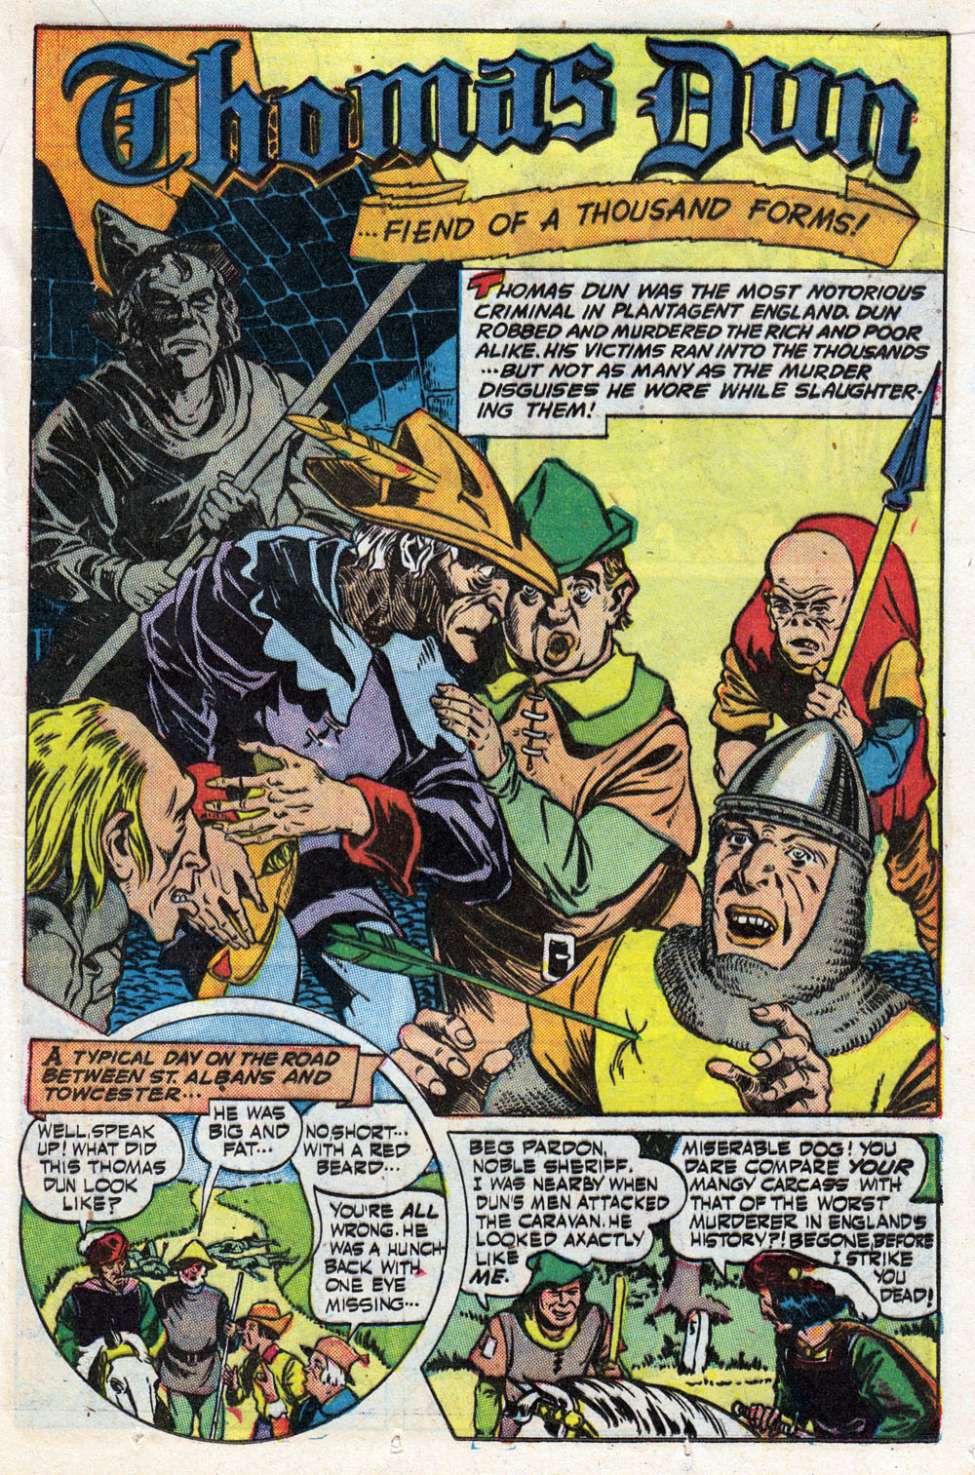 Thomas Dun
...FIEND OF A THOUSAND FORMS!
THOMAS DUN WAS THE MOST NOTORIOUS
CRIMINAL IN PLANTAGENT ENGLAND. DUN
ROBBED AND MURDERED THE RICH AND POOR
ALIKE. HIS VICTIMS RAN INTO THE THOUSANDS
...BUT NOT AS MANY AS THE MURDER
DISGUISES HE WORE WHILE SLAUGHTER-
ING THEM!
A TYPICAL DAY ON THE ROAD
BETWEEN ST. ALBANS AND
TOWCESTER...
WELL, SPEAK
UP! WHAT DID
THIS THOMAS
DUN LOOK
LIKE?
HE WAS
BIG AND
FAT...
NO SHORT...
WITH A RED
BEARD...
YOU'RE ALL
WRONG. HE
WAS A HUNCH-
BACK WITH
ONE EYE
MISSING...
BEG PARDON,
NOBLE SHERIFF.
I WAS NEARBY WHEN
DUN'S MEN ATTACKED
THE CARAVAN. HE
LOOKED AXACTLY
LIKE
ME.
MISERABLE DOG! YOU
DARE COMPARE YOUR
MANGY CARCASS WITH
THAT OF THE WORST
MURDERER IN ENGLAND'S
HISTORY?! BEGONE, BEFORE
I STRIKE
YOU
DEAD!